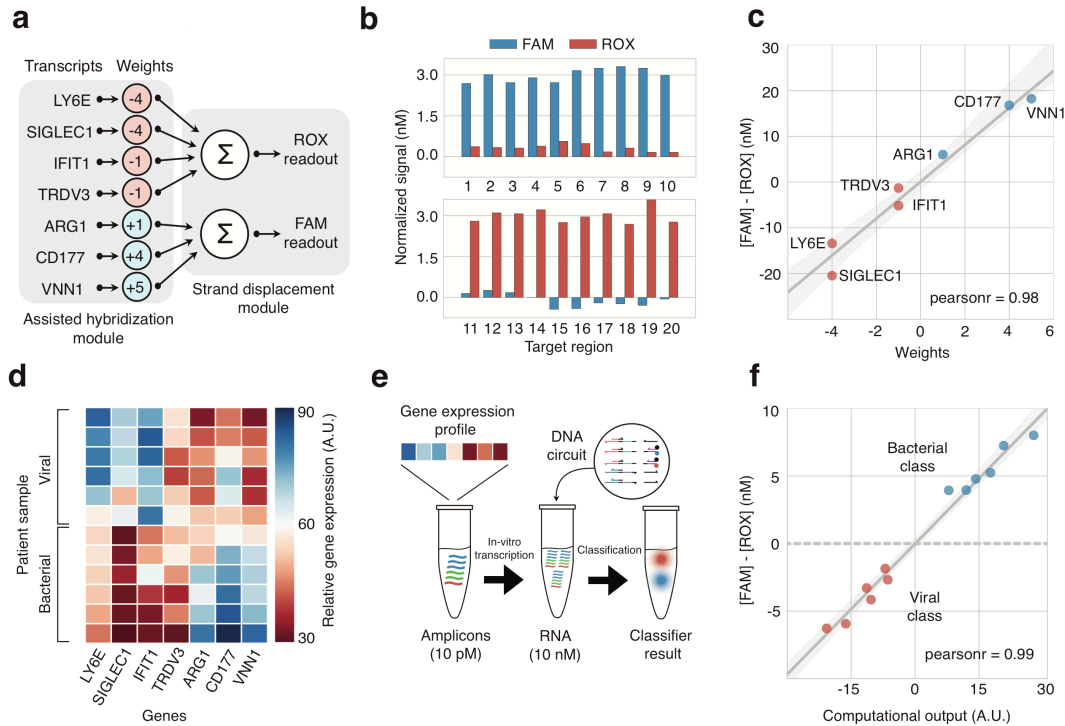 a
Transcripts Weights
LY6E -4
SIGLEC1 -4
IFIT1 -1
TRDV3 -1
ARG1 +1
CD177 +4
VNN1 +5
Σ
ROX
readout
Σ
FAM
readout
Assisted hybridization
module
Strand displacement
module
b
FAM ROX
Normalized signal (nM)
3.0
1.5
0.0
1 2 3 4 5 6 7 8 9 10
3.0
1.5
0.0
11 12 13 14 15 16 17 18 19 20
Target region
c
[FAM] - [ROX] (nM)
30
20
10
0
-10
-20
CD177
VNN1
ARG1
TRDV3
IFIT1
LY6E
SIGLEC1
pearsonr = 0.98
-4 -2 0 2 4 6
Weights
d
Patient sample
Viral
Bacterial
90
60
30
Relative gene expression (A.U.)
LY6E SIGLEC1 IFIT1 TRDV3 ARG1 CD177 VNN1
Genes
e
Gene expression
profile
DNA
circuit
In-vitro
transcription
Classification
Amplicons
(10 pM)
RNA
(10 nM)
Classifier
result
f
[FAM] - [ROX] (nM)
10
5
0
-5
Bacterial
class
Viral
class
pearsonr = 0.99
-15 0 15 30
Computational output (A.U.)